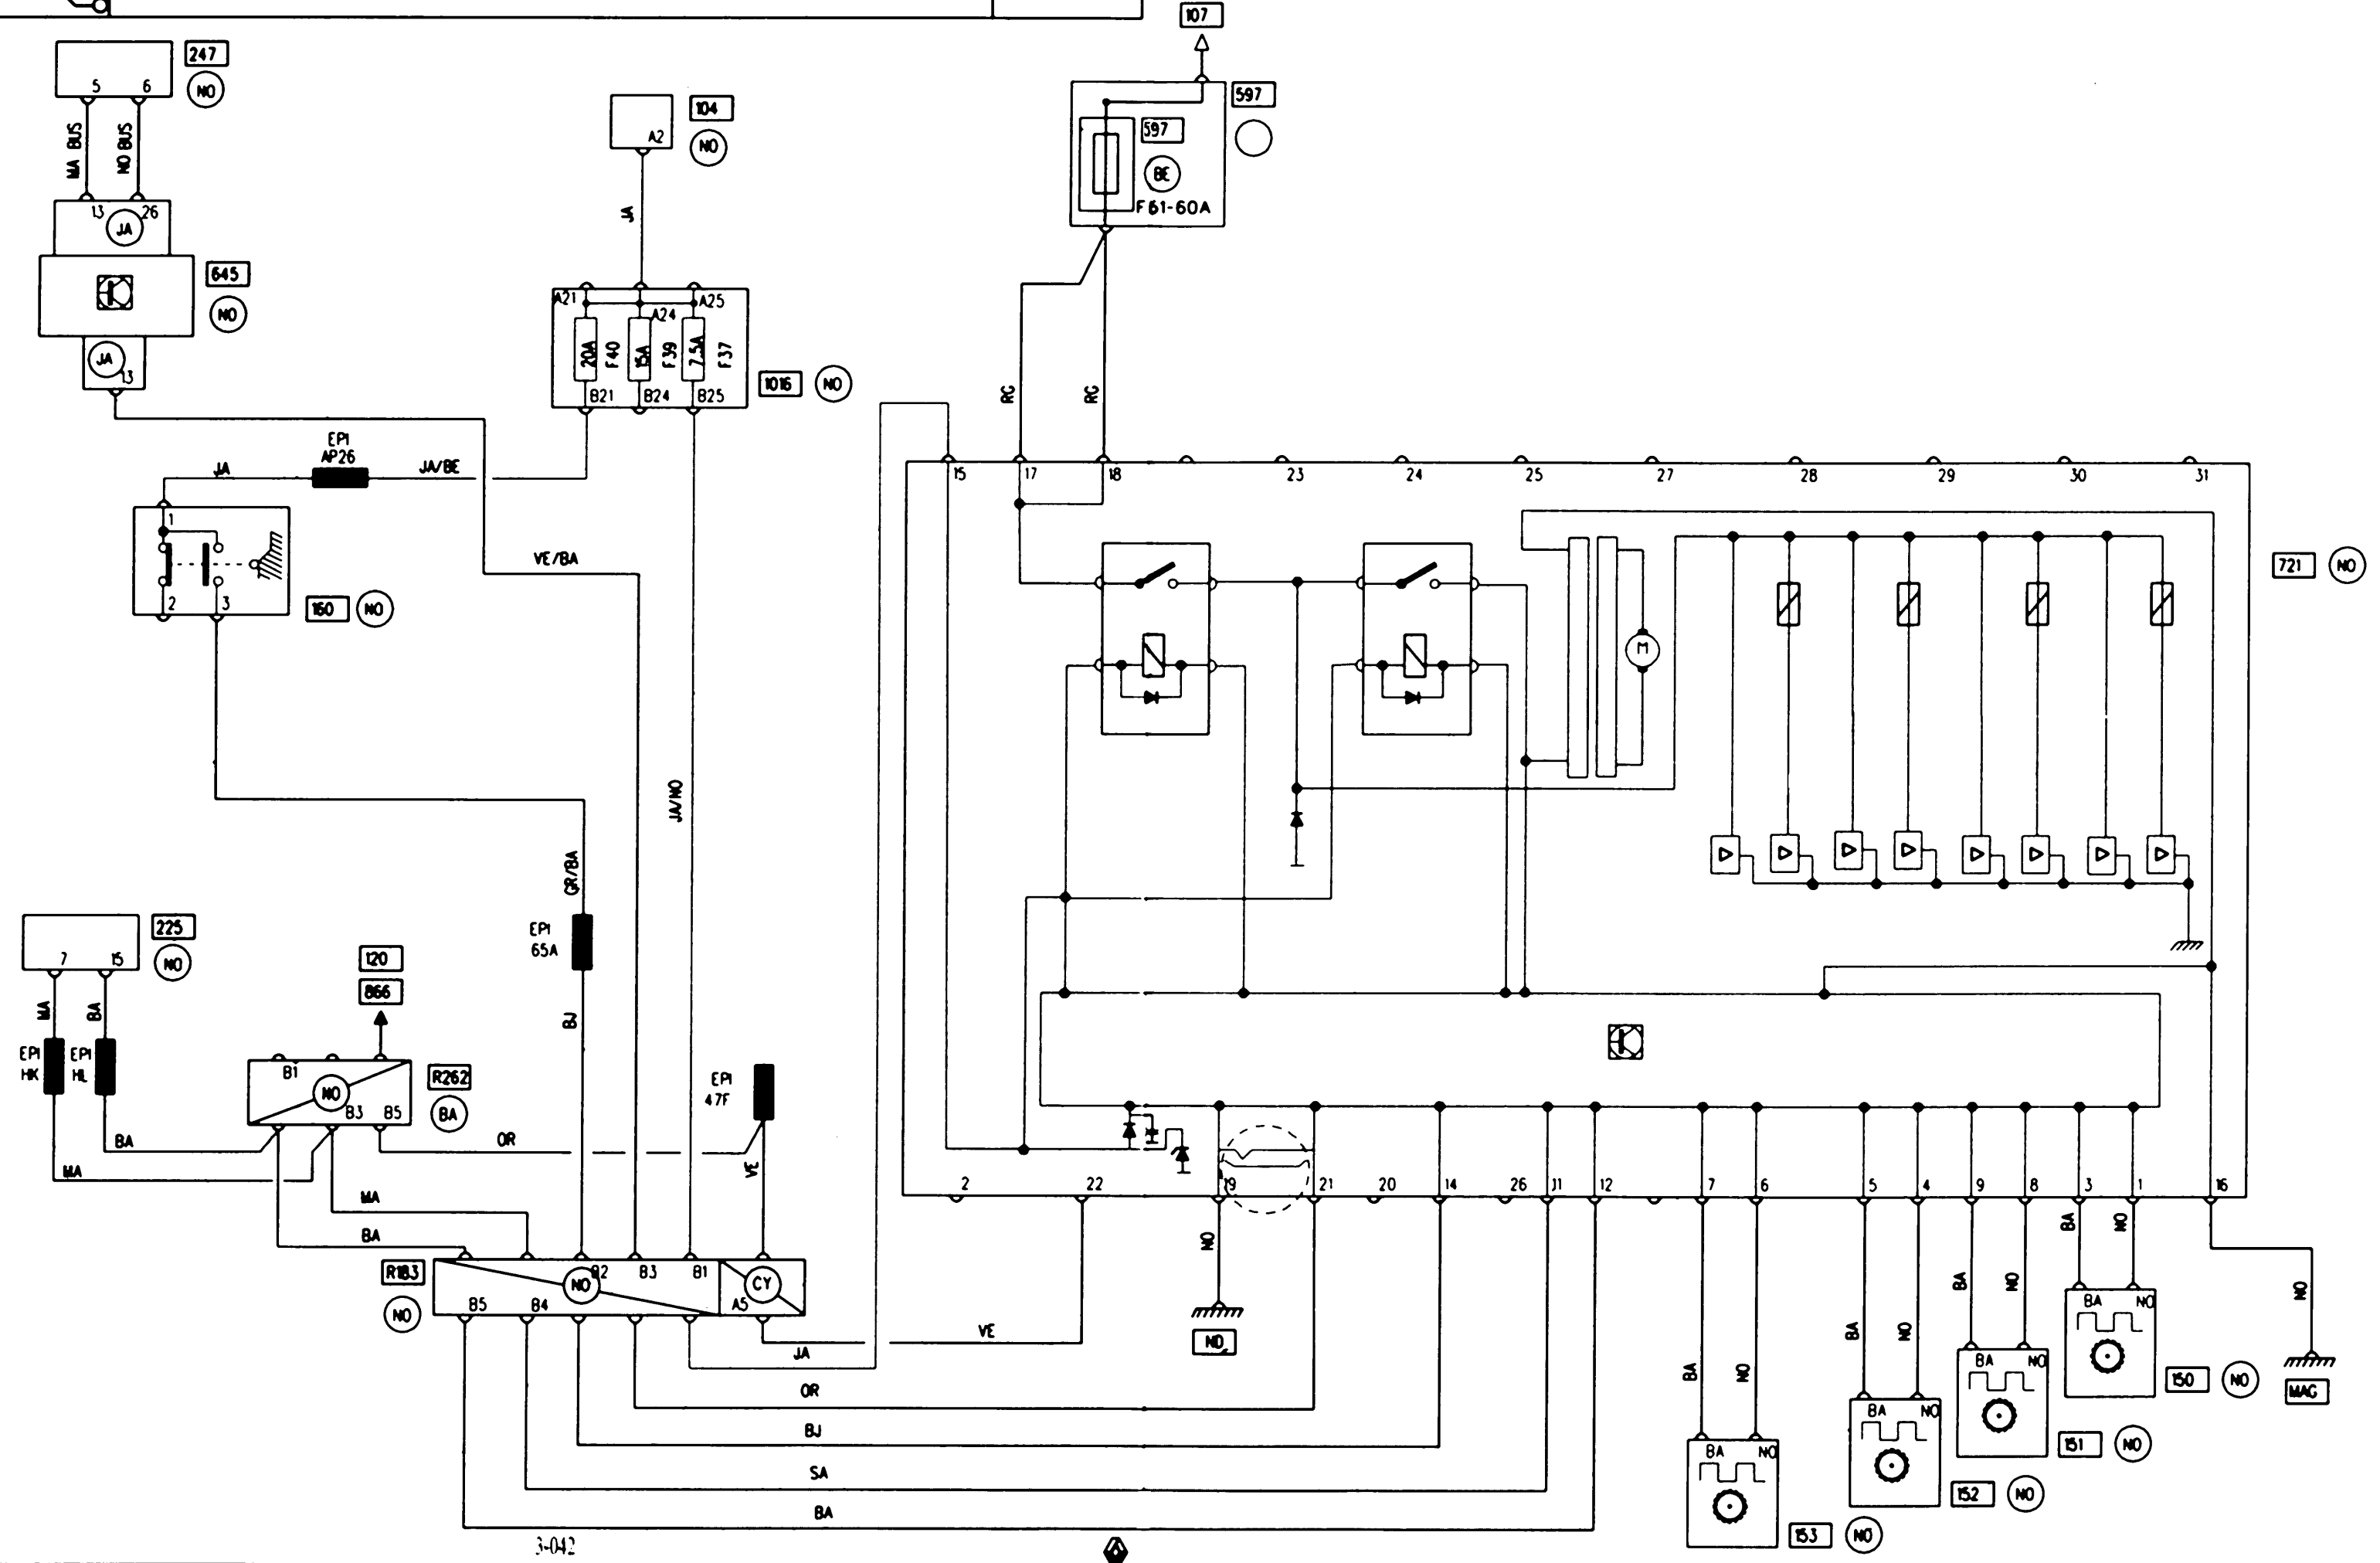 107
247
NO
5 6
MA BUS
NO BUS
13 26
JA
645
NO
JA
13
104
NO
A2
JA
597
597
BE
F61-60A
A21 A25
A24
20A
F40
15A
F39
7.5A
F37
B21 B24 B25
1016
NO
RG
RG
EPI
AP26
JA
JA/BE
1
2 3
160
NO
VE/BA
JA/NO
GR/BA
EPI
65A
BJ
15 17 18 23 24 25 27 28 29 30 31
M
721
NO
225
NO
7 15
MA
BA
EPI
HK
EPI
HL
120
866
B1
NO
B3 B5
R262
BA
BA
MA
OR
EPI
47F
VE
MA
BA
R183
NO
NO
B2 B3 B1
CY
B5 B4 A5
2 22 19 21 20 14 26 11 12 7 6 5 4 9 8 3 1 16
NO
NO
VE
JA
OR
BJ
SA
BA
BA
NO
BA NO
153
NO
BA
NO
BA NO
152
NO
BA
NO
BA NO
151
NO
BA
NO
BA NO
150
NO
NO
MAG
3-042